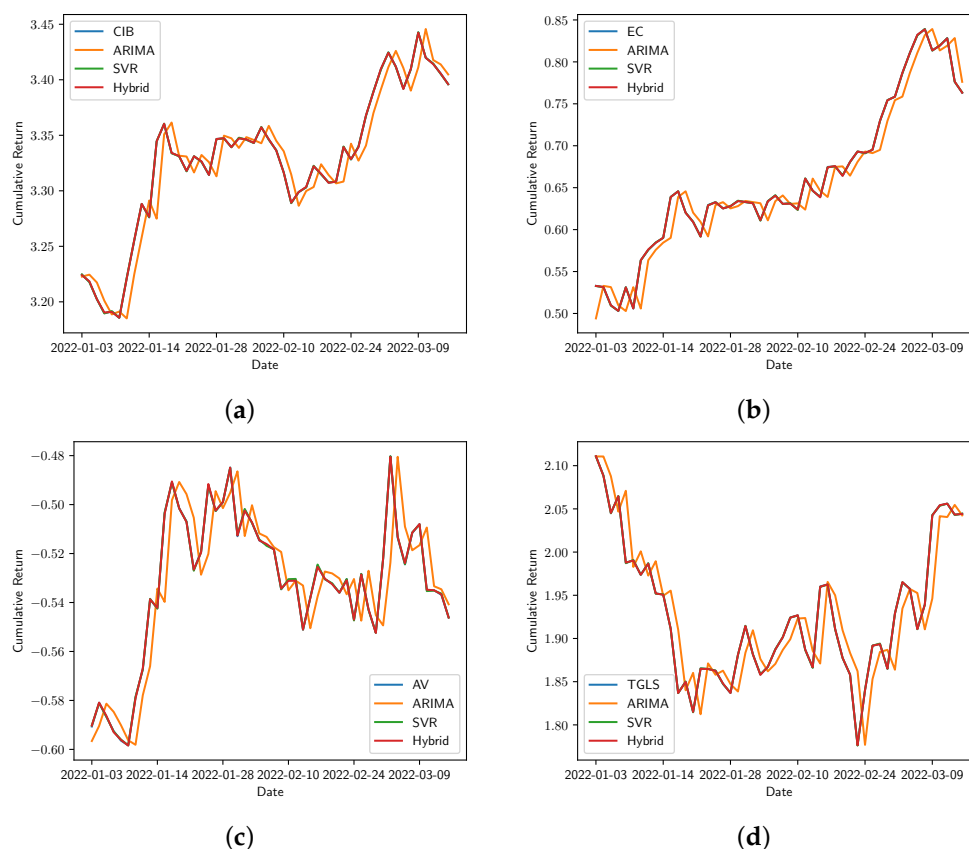 CIB
ARIMA
SVR
Hybrid
3.45
3.40
3.35
3.30
3.25
3.20
Cumulative Return
2022-01-03 2022-01-14 2022-01-28 2022-02-10 2022-02-24 2022-03-09
Date
(a)
EC
ARIMA
SVR
Hybrid
0.85
0.80
0.75
0.70
0.65
0.60
0.55
0.50
Cumulative Return
2022-01-03 2022-01-14 2022-01-28 2022-02-10 2022-02-24 2022-03-09
Date
(b)
−0.48
−0.50
−0.52
−0.54
−0.56
−0.58
−0.60
Cumulative Return
AV
ARIMA
SVR
Hybrid
2022-01-03 2022-01-14 2022-01-28 2022-02-10 2022-02-24 2022-03-09
Date
(c)
2.10
2.05
2.00
1.95
1.90
1.85
1.80
Cumulative Return
TGLS
ARIMA
SVR
Hybrid
2022-01-03 2022-01-14 2022-01-28 2022-02-10 2022-02-24 2022-03-09
Date
(d)